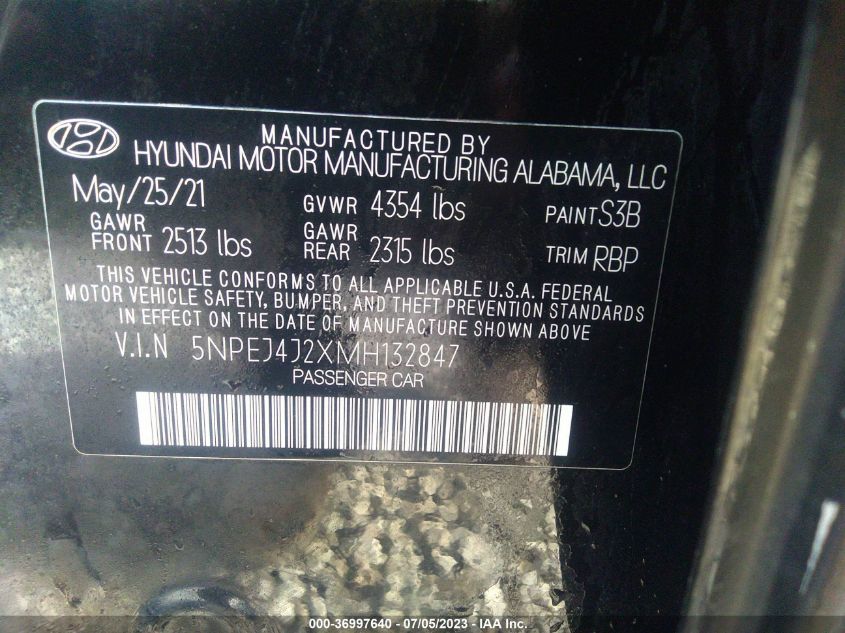 MANUFACTURED BY
HYUNDAI MOTOR MANUFACTURING ALABAMA, LLC
May/25/21 GVWR 4354 lbs PAINT S3B
GAWR FRONT 2513 lbs GAWR REAR 2315 lbs TRIM RBP
THIS VEHICLE CONFORMS TO ALL APPLICABLE U.S.A. FEDERAL
MOTOR VEHICLE SAFETY, BUMPER, AND THEFT PREVENTION STANDARDS
IN EFFECT ON THE DATE OF MANUFACTURE SHOWN ABOVE
V.I.N 5NPEJ4J2XMH132847
PASSENGER CAR
000-36997640 - 07/05/2023 - IAA Inc.